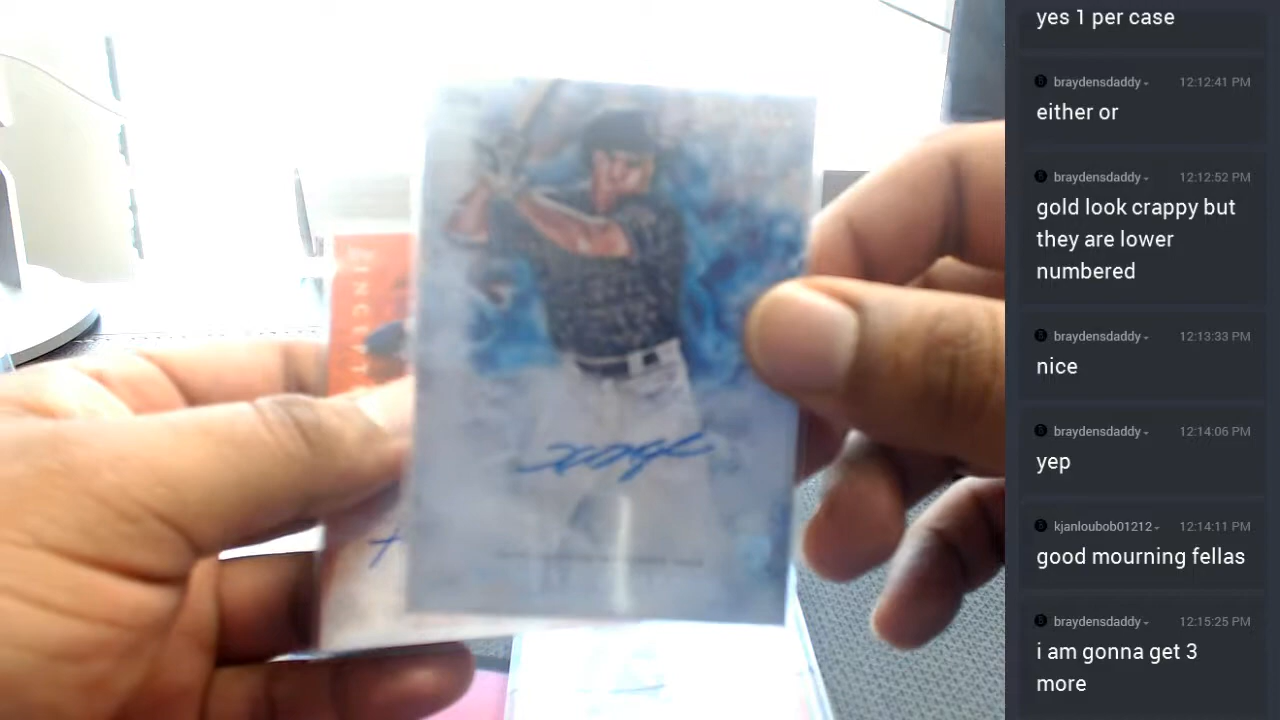 yes 1 per case
braydensdaddy
12:12:41 PM
either or
braydensdaddy
12:12:52 PM
gold look crappy but
they are lower
numbered
braydensdaddy
12:13:33 PM
nice
braydensdaddy
12:14:06 PM
yep
kjanloubob01212
12:14:11 PM
good mourning fellas
braydensdaddy
12:15:25 PM
i am gonna get 3
more